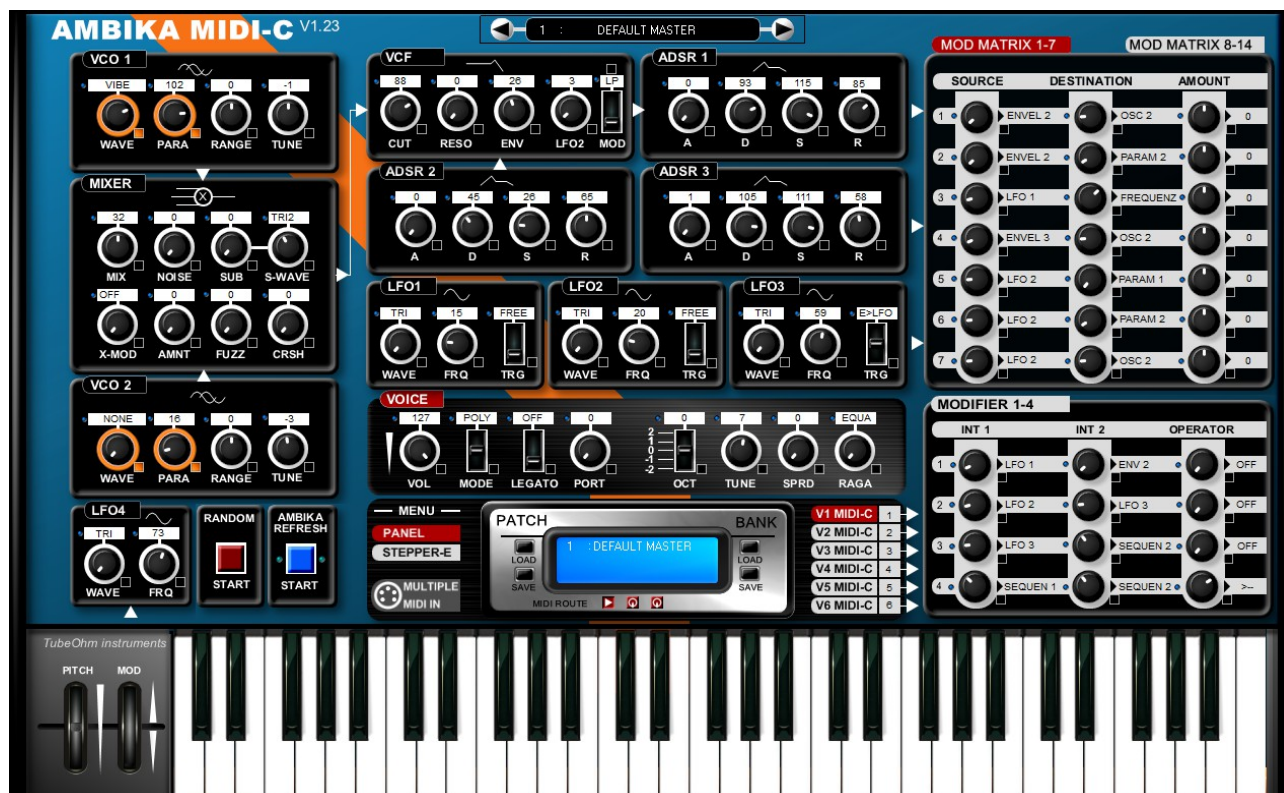 AMBIKA MIDI-C V1.23
1 : DEFAULT MASTER
VCO 1
VIBE 102 0 -1
WAVE PARA RANGE TUNE
MIXER
X
32 0 0 TRI2
MIX NOISE SUB S-WAVE
OFF 0 0 0
X-MOD AMNT FUZZ CRSH
VCO 2
NONE 16 0 -3
WAVE PARA RANGE TUNE
LFO4
TRI 73
WAVE FRQ
RANDOM
START
AMBIKA
REFRESH
START
VCF
88 0 26 3 LP
CUT RESO ENV LFO2 MOD
ADSR 1
0 93 115 85
A D S R
ADSR 2
0 45 26 65
A D S R
ADSR 3
1 105 111 58
A D S R
LFO1
TRI 15 FREE
WAVE FRQ TRG
LFO2
TRI 20 FREE
WAVE FRQ TRG
LFO3
TRI 59 E>LFO
WAVE FRQ TRG
VOICE
127 POLY OFF 0 0 7 0 EQUA
2
1
0
-1
-2
VOL MODE LEGATO PORT OCT TUNE SPRD RAGA
MENU
PANEL
STEPPER-E
MULTIPLE
MIDI IN
PATCH BANK
1 : DEFAULT MASTER
LOAD LOAD
SAVE SAVE
MIDI ROUTE
V1 MIDI-C 1
V2 MIDI-C 2
V3 MIDI-C 3
V4 MIDI-C 4
V5 MIDI-C 5
V6 MIDI-C 6
MOD MATRIX 1-7 MOD MATRIX 8-14
SOURCE DESTINATION AMOUNT
1 ENVEL 2 OSC 2 0
2 ENVEL 2 PARAM 2 0
3 LFO 1 FREQUENZ 0
4 ENVEL 3 OSC 2 0
5 LFO 2 PARAM 1 0
6 LFO 2 PARAM 2 0
7 LFO 2 OSC 2 0
MODIFIER 1-4
INT 1 INT 2 OPERATOR
1 LFO 1 ENV 2 OFF
2 LFO 2 LFO 3 OFF
3 LFO 3 SEQUEN 2 OFF
4 SEQUEN 1 SEQUEN 2 >--
TubeOhm instruments
PITCH MOD